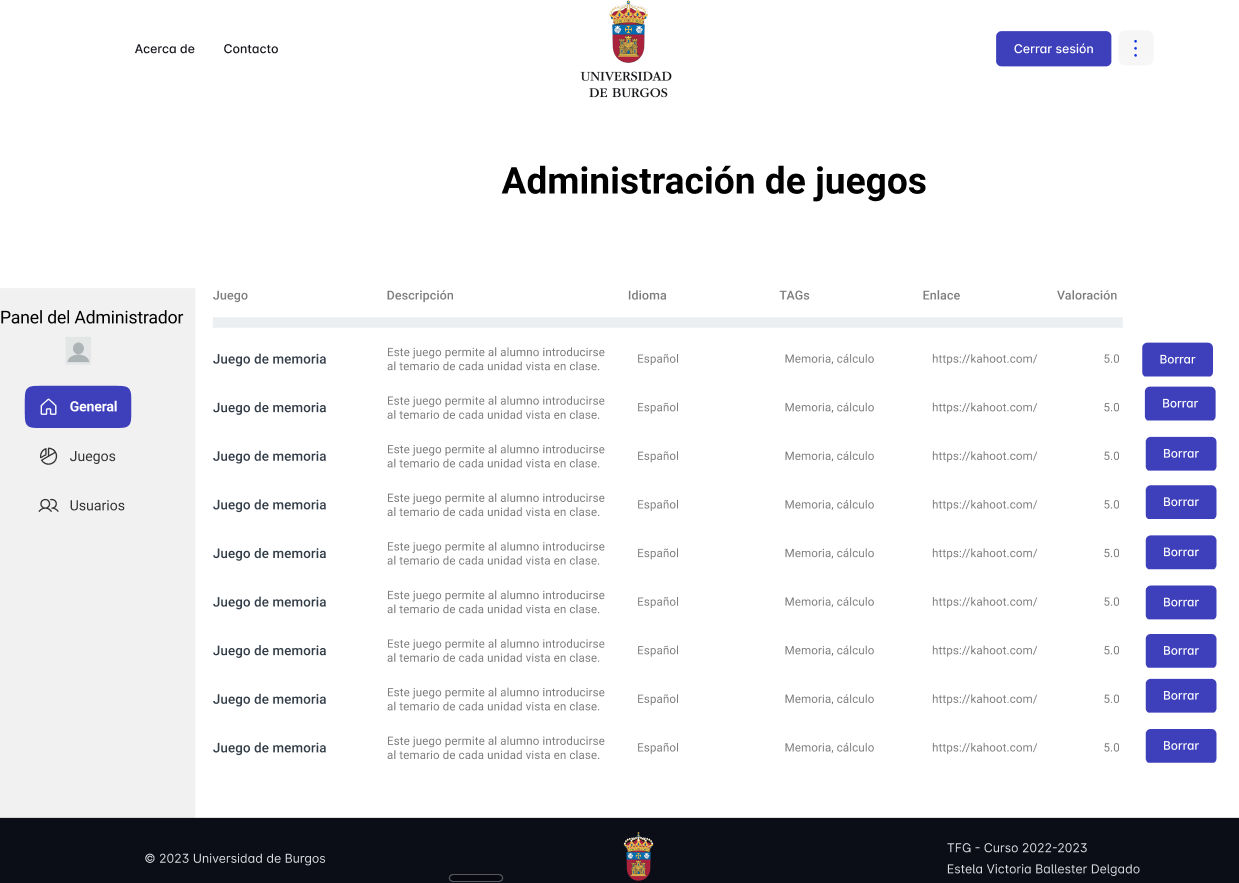 Acerca de Contacto
Cerrar sesión
UNIVERSIDAD
DE BURGOS
Administración de juegos
Panel del Administrador
General
Juegos
Usuarios
Juego Descripción Idioma TAGs Enlace Valoración
Juego de memoria Este juego permite al alumno introducirse Español Memoria, cálculo https://kahoot.com/ 5.0 Borrar
al temario de cada unidad vista en clase.
Juego de memoria Este juego permite al alumno introducirse Español Memoria, cálculo https://kahoot.com/ 5.0 Borrar
al temario de cada unidad vista en clase.
Juego de memoria Este juego permite al alumno introducirse Español Memoria, cálculo https://kahoot.com/ 5.0 Borrar
al temario de cada unidad vista en clase.
Juego de memoria Este juego permite al alumno introducirse Español Memoria, cálculo https://kahoot.com/ 5.0 Borrar
al temario de cada unidad vista en clase.
Juego de memoria Este juego permite al alumno introducirse Español Memoria, cálculo https://kahoot.com/ 5.0 Borrar
al temario de cada unidad vista en clase.
Juego de memoria Este juego permite al alumno introducirse Español Memoria, cálculo https://kahoot.com/ 5.0 Borrar
al temario de cada unidad vista en clase.
Juego de memoria Este juego permite al alumno introducirse Español Memoria, cálculo https://kahoot.com/ 5.0 Borrar
al temario de cada unidad vista en clase.
Juego de memoria Este juego permite al alumno introducirse Español Memoria, cálculo https://kahoot.com/ 5.0 Borrar
al temario de cada unidad vista en clase.
Juego de memoria Este juego permite al alumno introducirse Español Memoria, cálculo https://kahoot.com/ 5.0 Borrar
al temario de cada unidad vista en clase.
© 2023 Universidad de Burgos
TFG - Curso 2022-2023
Estela Victoria Ballester Delgado